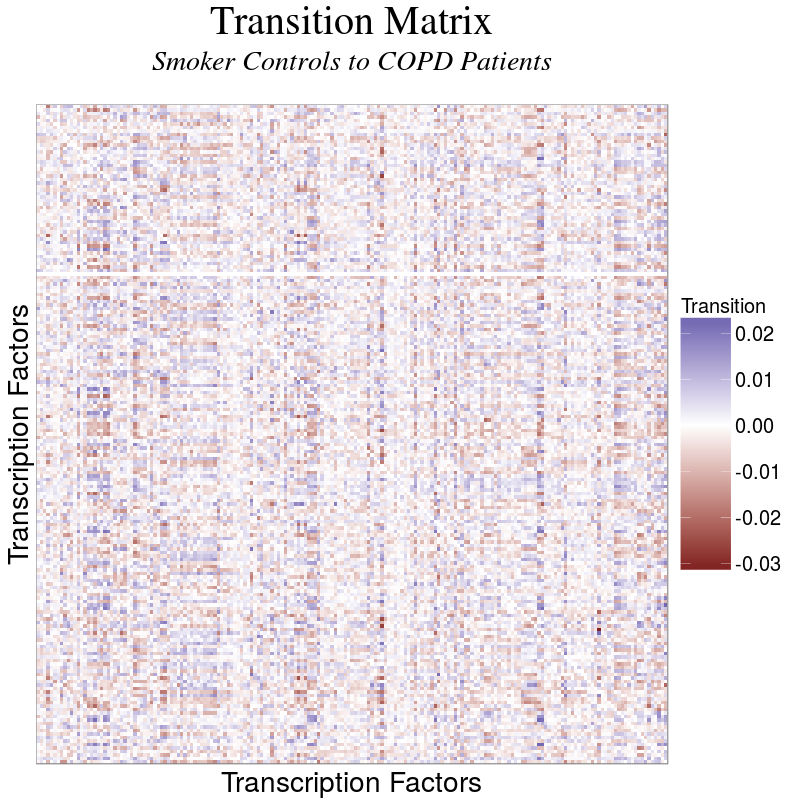 Transition Matrix
Smoker Controls to COPD Patients
Transcription Factors
Transition
0.02
0.01
0.00
-0.01
-0.02
-0.03
Transcription Factors